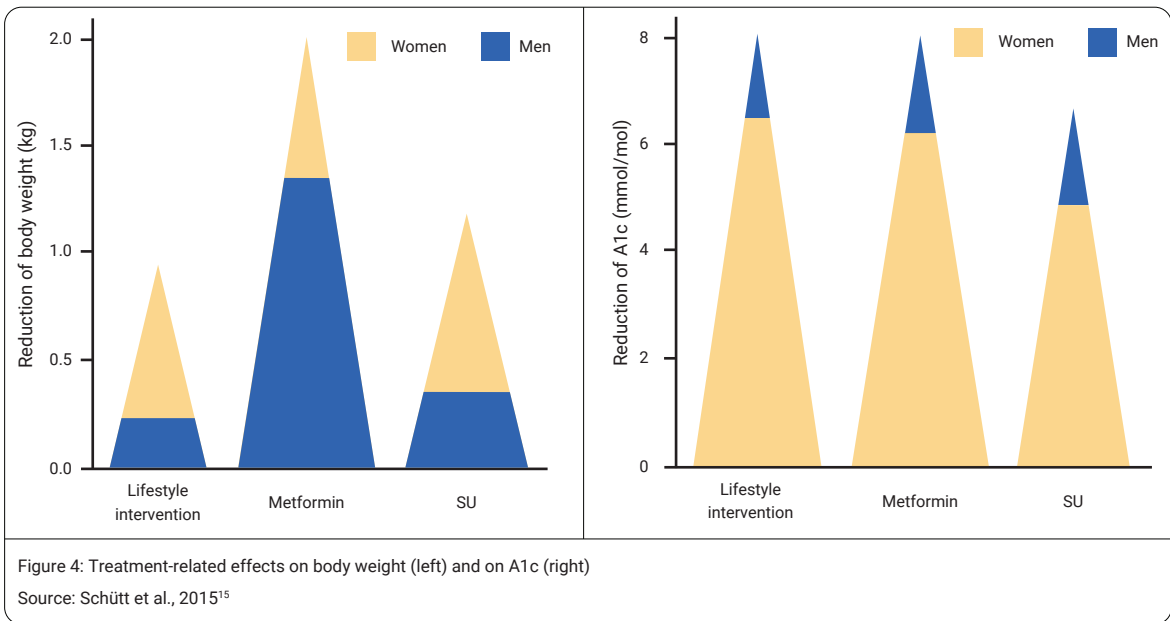 Reduction of body weight (kg)
2.0
1.5
1.0
0.5
0.0
Women
Men
Lifestyle
intervention
Metformin
SU
Reduction of A1c (mmol/mol)
8
6
4
2
0
Women
Men
Lifestyle
intervention
Metformin
SU
Figure 4: Treatment-related effects on body weight (left) and on A1c (right)
Source: Schütt et al., 2015¹⁵